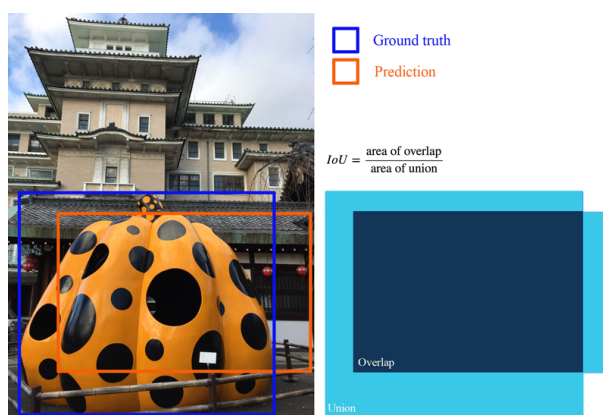 Ground truth
Prediction
IoU = area of overlap / area of union
Overlap
Union